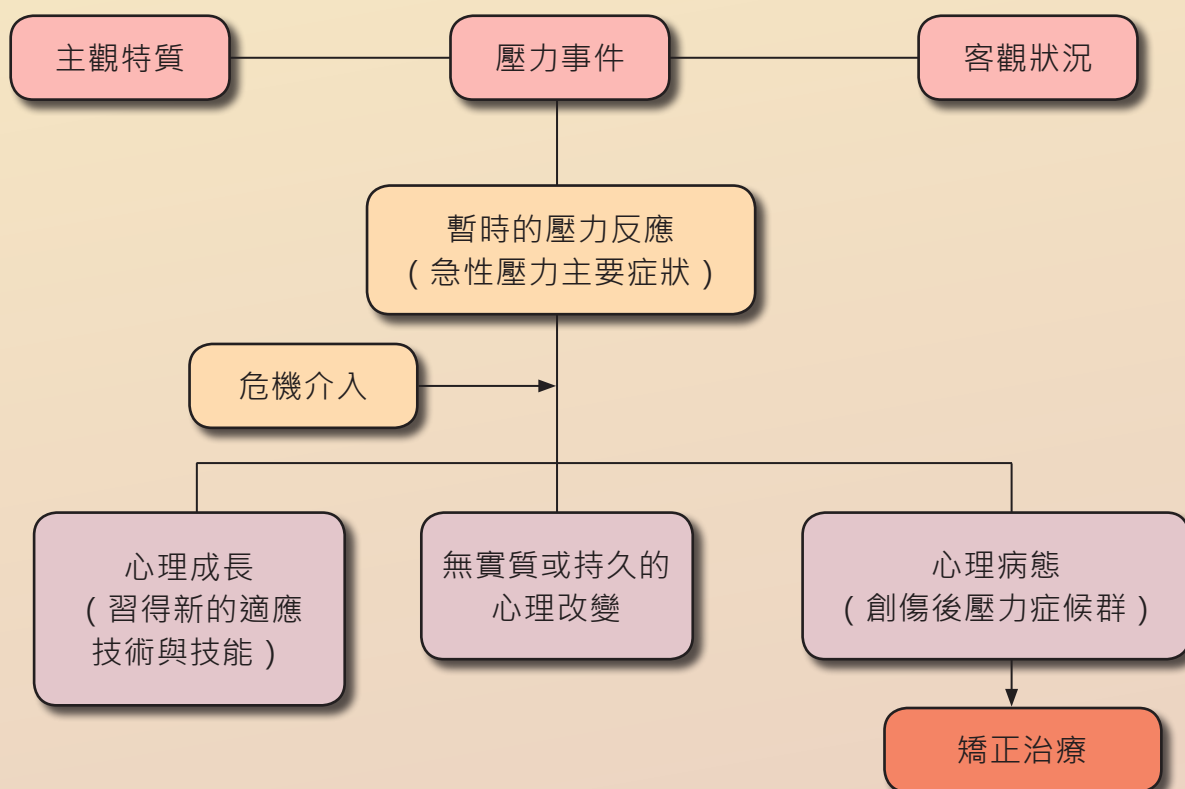 主觀特質
壓力事件
客觀狀況
暫時的壓力反應
（急性壓力主要症狀）
危機介入
心理成長
（習得新的適應
技術與技能）
無實質或持久的
心理改變
心理病態
（創傷後壓力症候群）
矯正治療